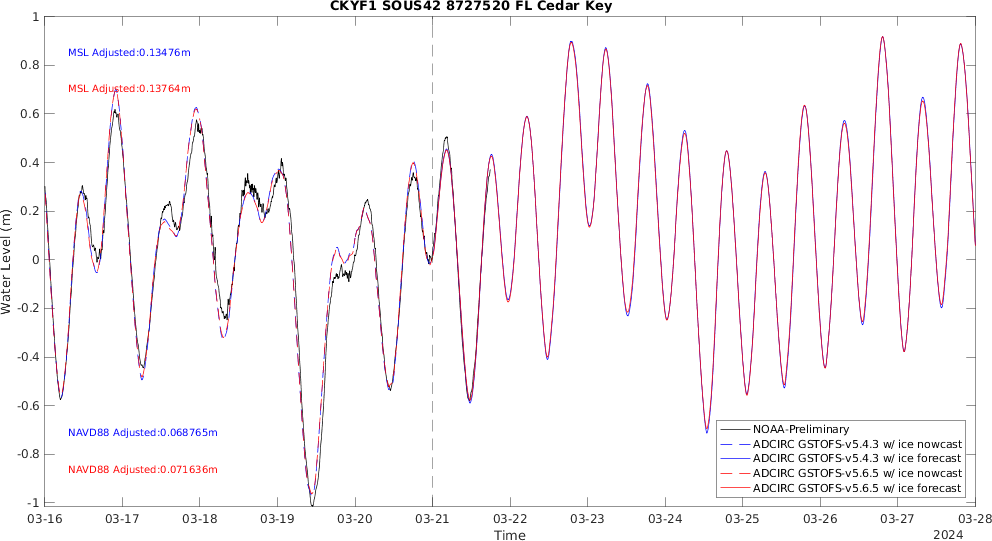 CKYF1 SOUS42 8727520 FL Cedar Key
1
0.8
0.6
0.4
0.2
0
-0.2
-0.4
-0.6
-0.8
-1
Water Level (m)
MSL Adjusted:0.13476m
MSL Adjusted:0.13764m
NAVD88 Adjusted:0.068765m
NAVD88 Adjusted:0.071636m
NOAA-Preliminary
ADCIRC GSTOFS-v5.4.3 w/ ice nowcast
ADCIRC GSTOFS-v5.4.3 w/ ice forecast
ADCIRC GSTOFS-v5.6.5 w/ ice nowcast
ADCIRC GSTOFS-v5.6.5 w/ ice forecast
03-16 03-17 03-18 03-19 03-20 03-21 03-22 03-23 03-24 03-25 03-26 03-27 03-28
Time
2024